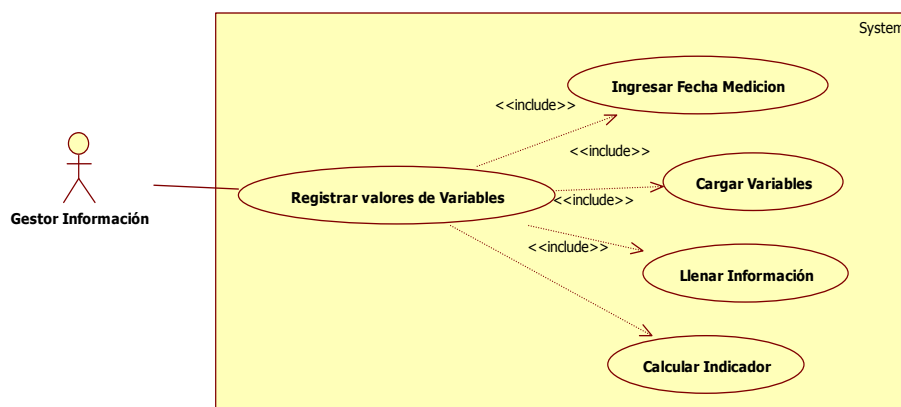 System
Ingresar Fecha Medicion
<<include>>
<<include>>
Cargar Variables
Registrar valores de Variables
<<include>>
Gestor Información
<<include>>
Llenar Información
Calcular Indicador